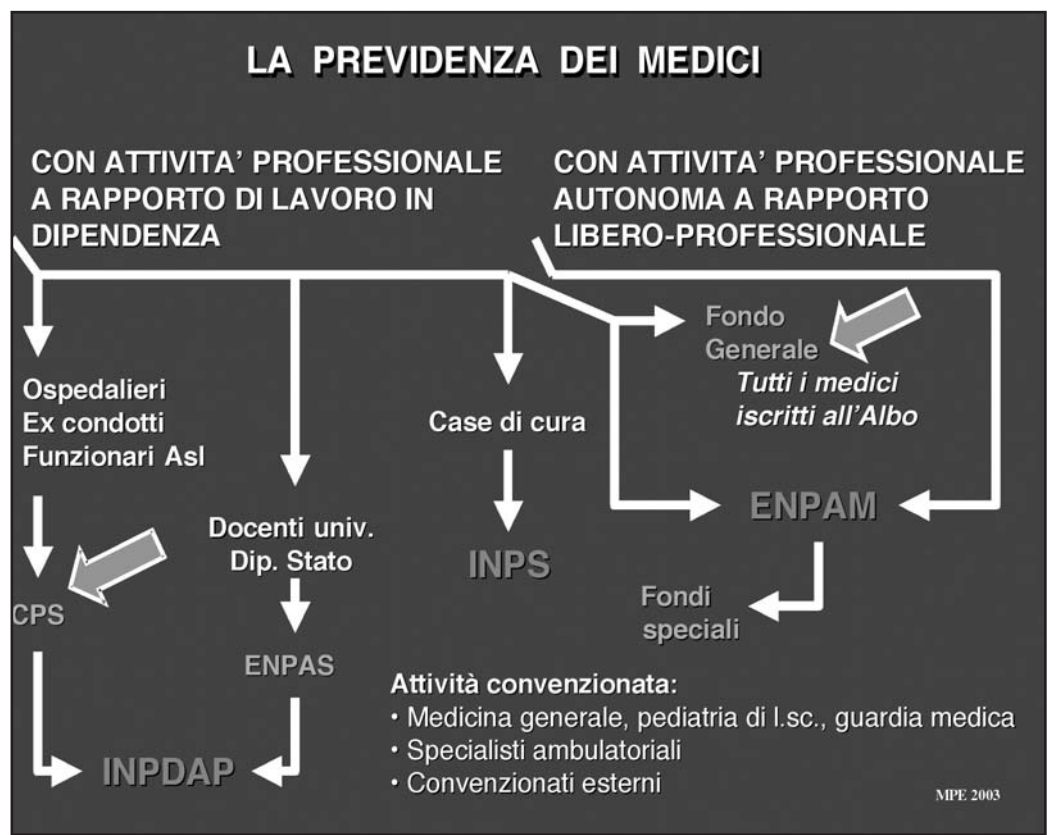 LA PREVIDENZA DEI MEDICI
CON ATTIVITA' PROFESSIONALE
A RAPPORTO DI LAVORO IN
DIPENDENZA
CON ATTIVITA' PROFESSIONALE
AUTONOMA A RAPPORTO
LIBERO-PROFESSIONALE
Fondo
Generale
Tutti i medici
iscritti all'Albo
Ospedalieri
Ex condotti
Funzionari Asl
Case di cura
ENPAM
Docenti univ.
Dip. Stato
INPS
CPS
Fondi
speciali
ENPAS
Attività convenzionata:
• Medicina generale, pediatria di l.sc., guardia medica
• Specialisti ambulatoriali
• Convenzionati esterni
INPDAP
MPE 2003